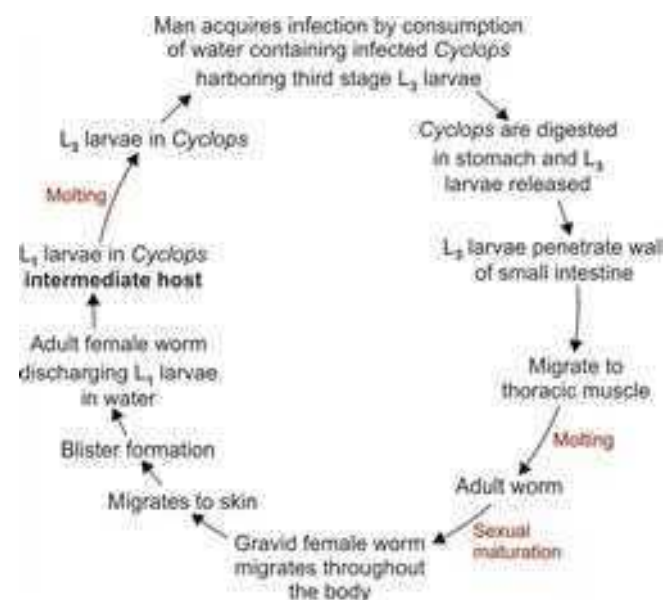 Man acquires infection by consumption
of water containing infected Cyclops
harboring third stage L₃ larvae
Cyclops are digested
in stomach and L₃
larvae released
L₃ larvae penetrate wall
of small intestine
Migrate to
thoracic muscle
Molting
Adult worm
Sexual
maturation
Gravid female worm
migrates throughout
the body
Migrates to skin
Blister formation
Adult female worm
discharging L₁ larvae
in water
L₁ larvae in Cyclops
intermediate host
Molting
L₃ larvae in Cyclops